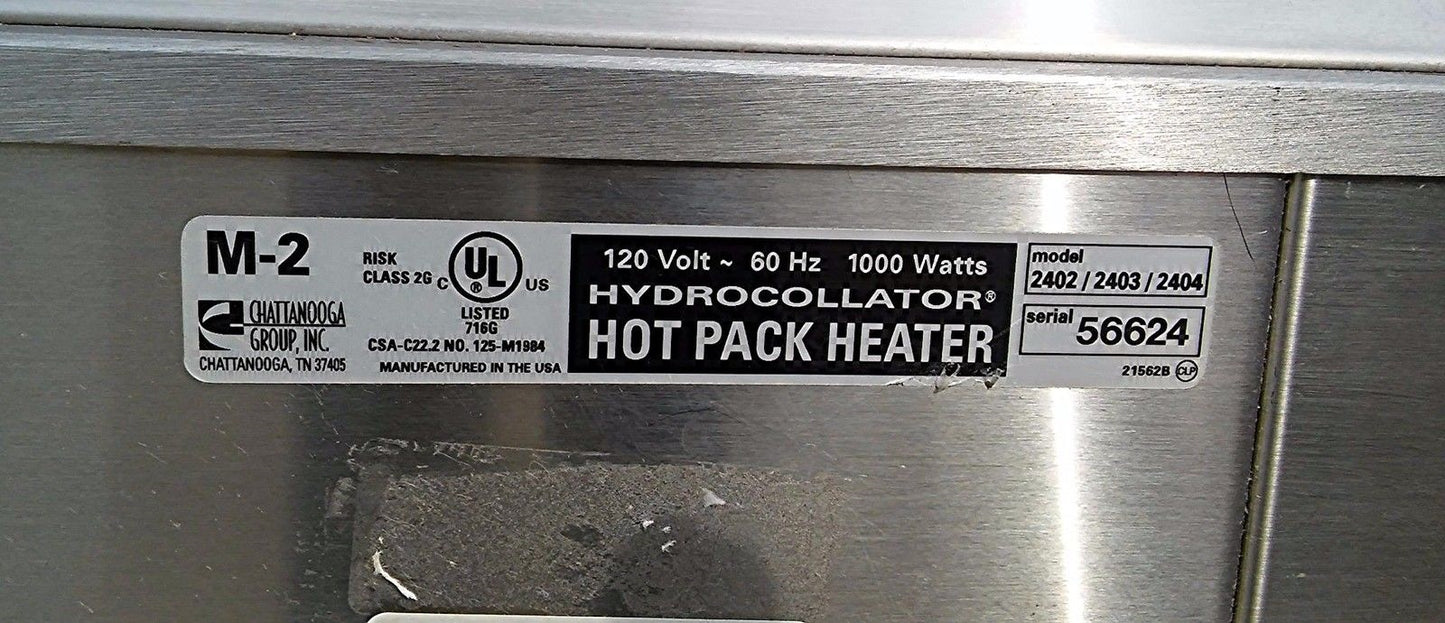 M-2
CHATTANOOGA
GROUP, INC.
CHATTANOOGA, TN 37405
RISK
CLASS 2G
C UL ® US
LISTED
716G
CSA-C22.2 NO. 125-M1984
MANUFACTURED IN THE USA
120 Volt ~ 60 Hz 1000 Watts
HYDROCOLLATOR®
HOT PACK HEATER
model
2402 / 2403 / 2404
serial 56624
21562B CLP